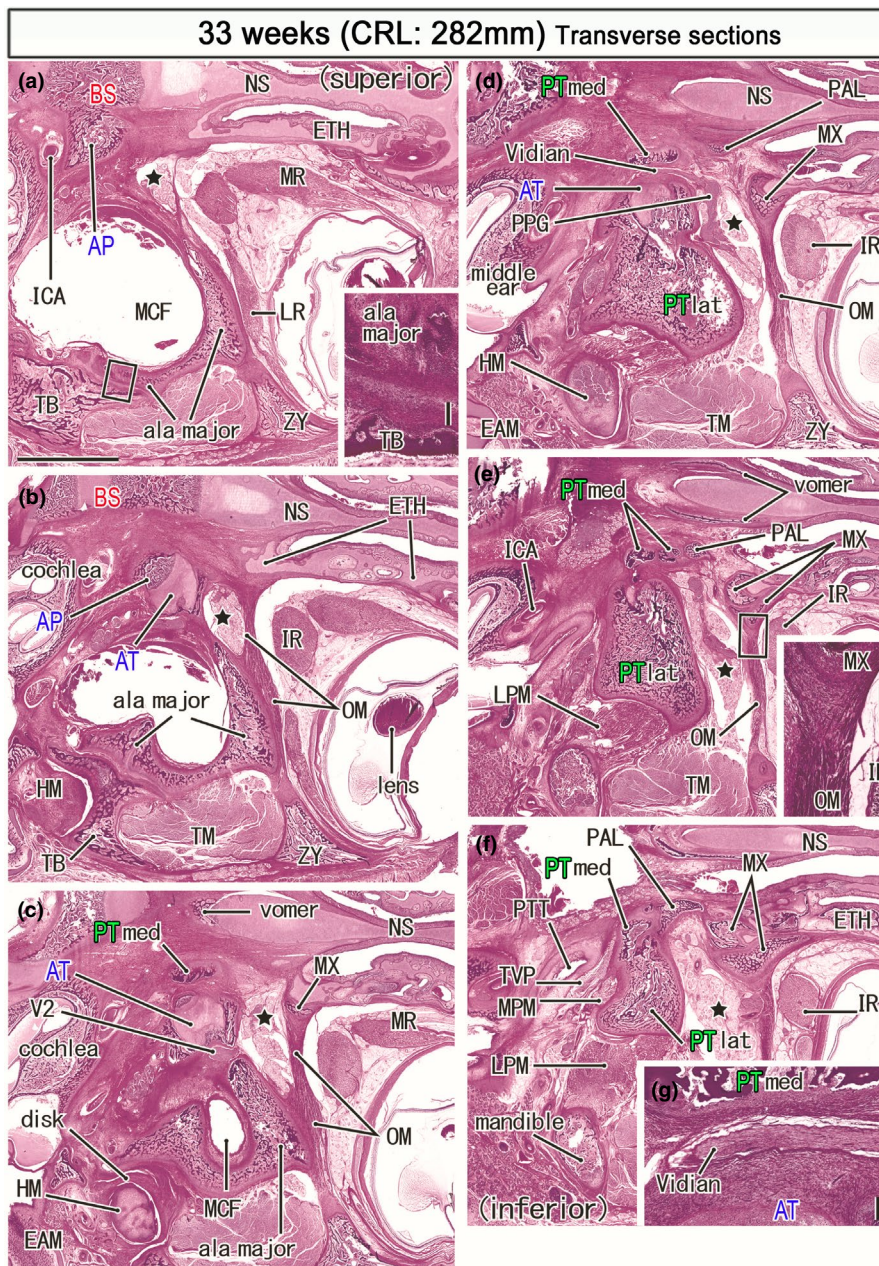 33 weeks (CRL: 282mm) Transverse sections
(a)
BS
NS
(superior)
ETH
MR
AP
ICA
MCF
LR
ala
major
TB
TB
ala major
ZY
(b)
BS
NS
ETH
cochlea
AP
IR
AT
ala major
OM
lens
HM
TM
TB
ZY
(c)
vomer
NS
PTmed
AT
MX
V2
MR
cochlea
disk
OM
HM
MCF
EAM
ala major
(d)
PTmed
NS
PAL
MX
Vidian
AT
PPG
IR
middle
ear
PTlat
OM
HM
EAM
TM
ZY
(e)
PTmed
vomer
PAL
MX
ICA
IR
PTlat
MX
LPM
OM
TM
OM
(f)
PAL
NS
PTmed
MX
PTT
ETH
TVP
MPM
IR
PTlat
LPM
(g)
PTmed
mandible
Vidian
(inferior)
AT